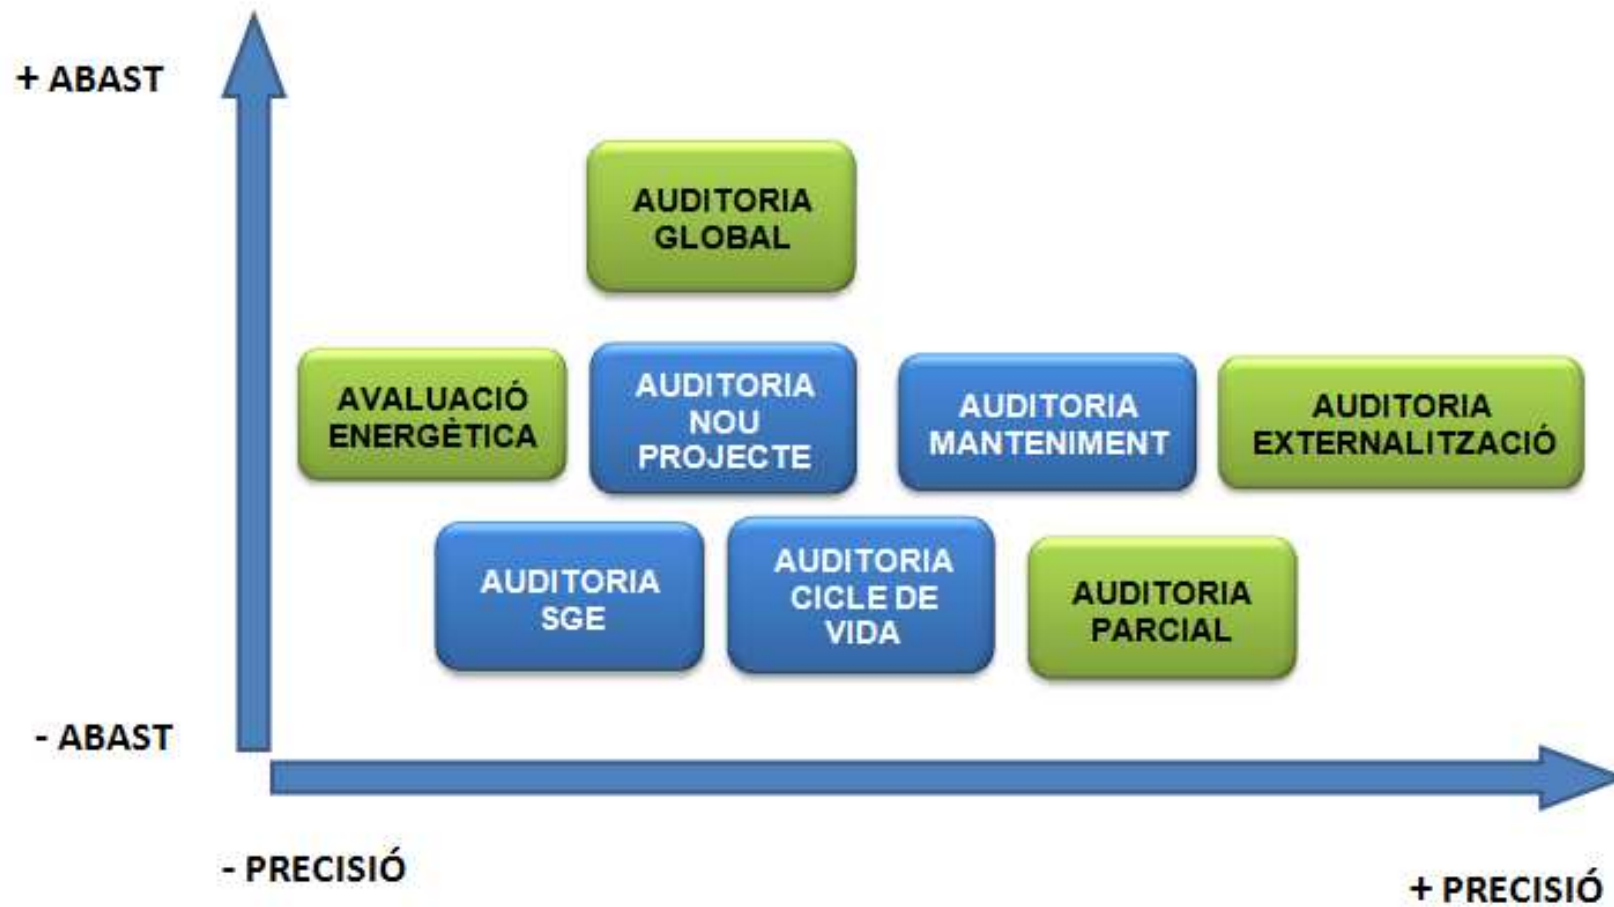 + ABAST
AUDITORIA
GLOBAL
AVALUACIÓ
ENERGÈTICA
AUDITORIA
NOU
PROJECTE
AUDITORIA
MANTENIMENT
AUDITORIA
EXTERNALITZACIÓ
AUDITORIA
SGE
AUDITORIA
CICLE DE
VIDA
AUDITORIA
PARCIAL
- ABAST
- PRECISIÓ
+ PRECISIÓ